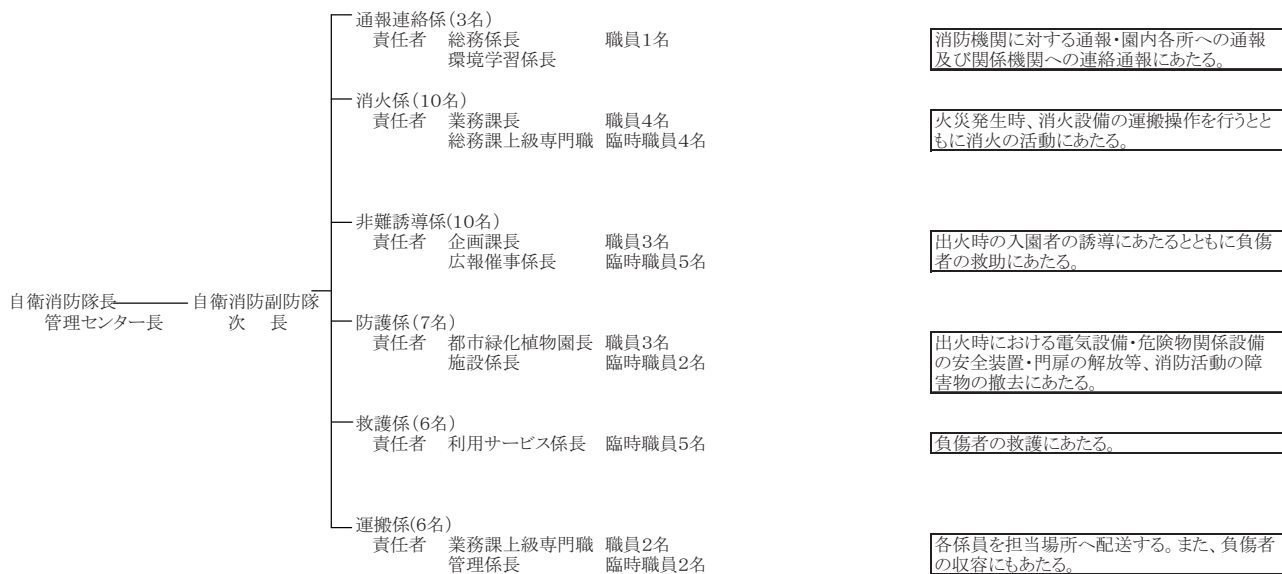 通報連絡係(3名)
責任者 総務係長 職員1名
環境学習係長
消防機関に対する通報・園内各所への通報
及び関係機関への連絡通報にあたる。
消火係(10名)
責任者 業務課長 職員4名
総務課上級専門職 臨時職員4名
火災発生時、消火設備の運搬操作を行うとと
もに消火の活動にあたる。
非難誘導係(10名)
責任者 企画課長 職員3名
広報催事係長 臨時職員5名
出火時の入園者の誘導にあたるとともに負傷
者の救助にあたる。
自衛消防隊長 自衛消防副防隊
管理センター長 次 長
防護係(7名)
責任者 都市緑化植物園長 職員3名
施設係長 臨時職員2名
出火時における電気設備・危険物関係設備
の安全装置・門扉の解放等、消防活動の障
害物の撤去にあたる。
救護係(6名)
責任者 利用サービス係長 臨時職員5名
負傷者の救護にあたる。
運搬係(6名)
責任者 業務課上級専門職 職員2名
管理係長 臨時職員2名
各係員を担当場所へ配送する。また、負傷者
の収容にもあたる。